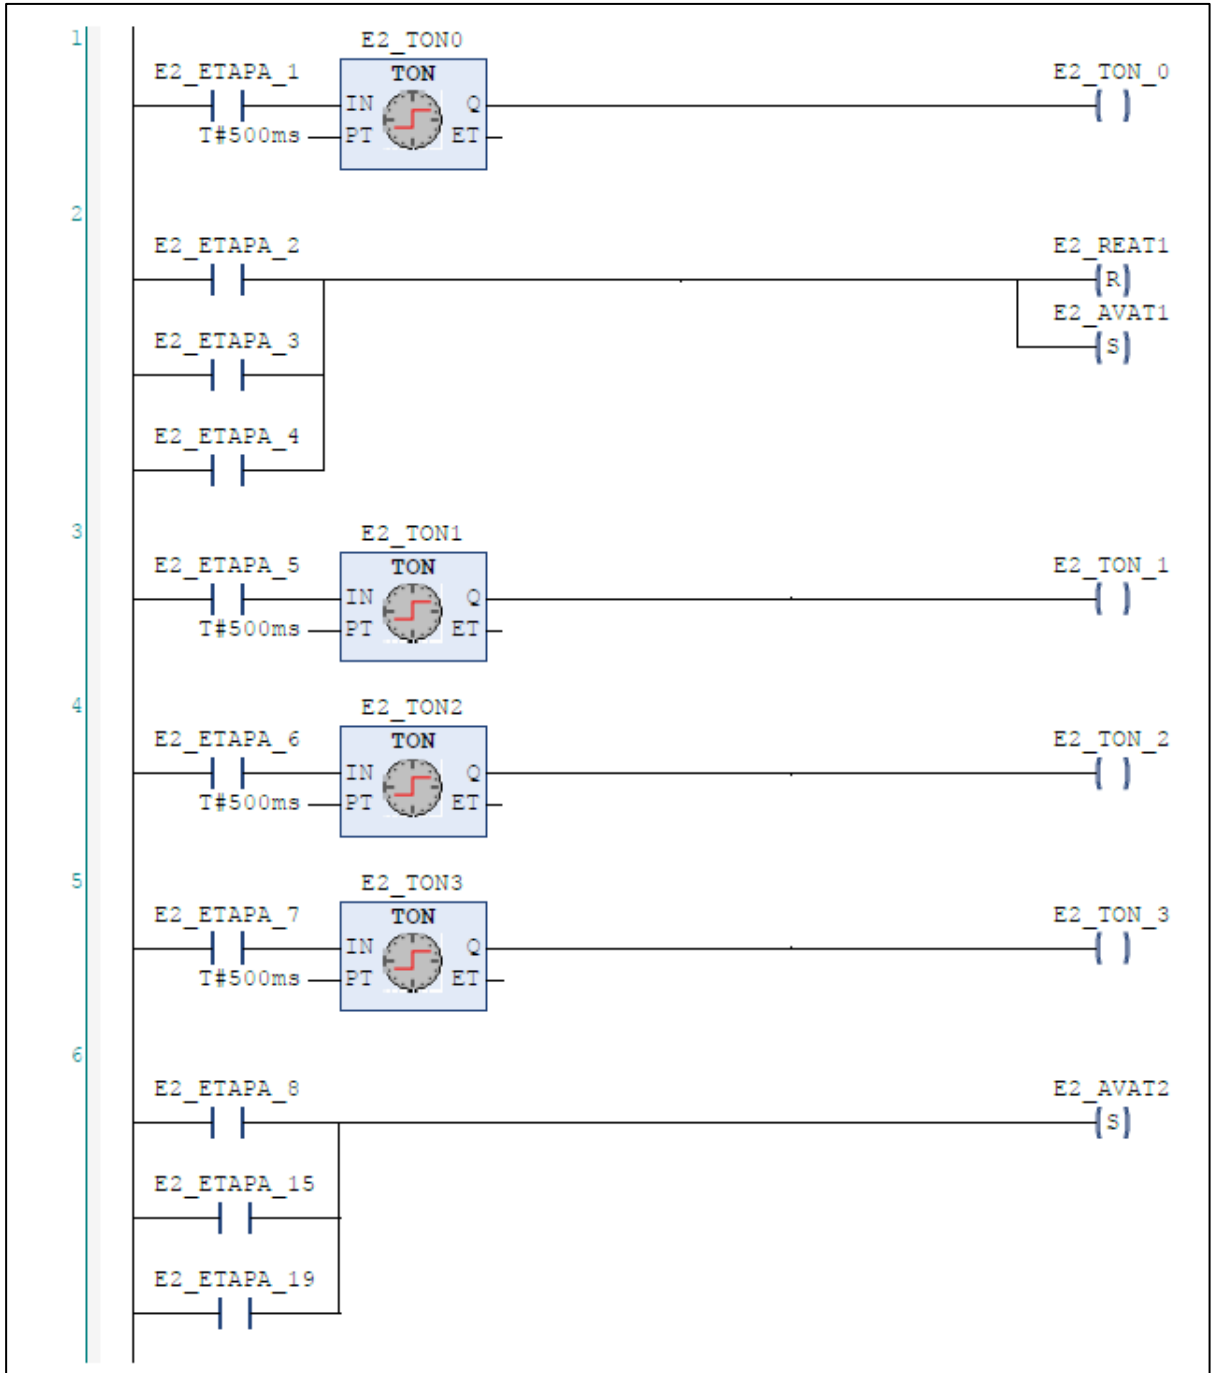 1
E2_TON0
E2_ETAPA_1
TON
E2_TON_0
IN Q
T#500ms PT ET
2
E2_ETAPA_2
E2_REAT1
R
E2_AVAT1
S
E2_ETAPA_3
E2_ETAPA_4
3
E2_TON1
E2_ETAPA_5
TON
E2_TON_1
IN Q
T#500ms PT ET
4
E2_TON2
E2_ETAPA_6
TON
E2_TON_2
IN Q
T#500ms PT ET
5
E2_TON3
E2_ETAPA_7
TON
E2_TON_3
IN Q
T#500ms PT ET
6
E2_ETAPA_8
E2_AVAT2
S
E2_ETAPA_15
E2_ETAPA_19